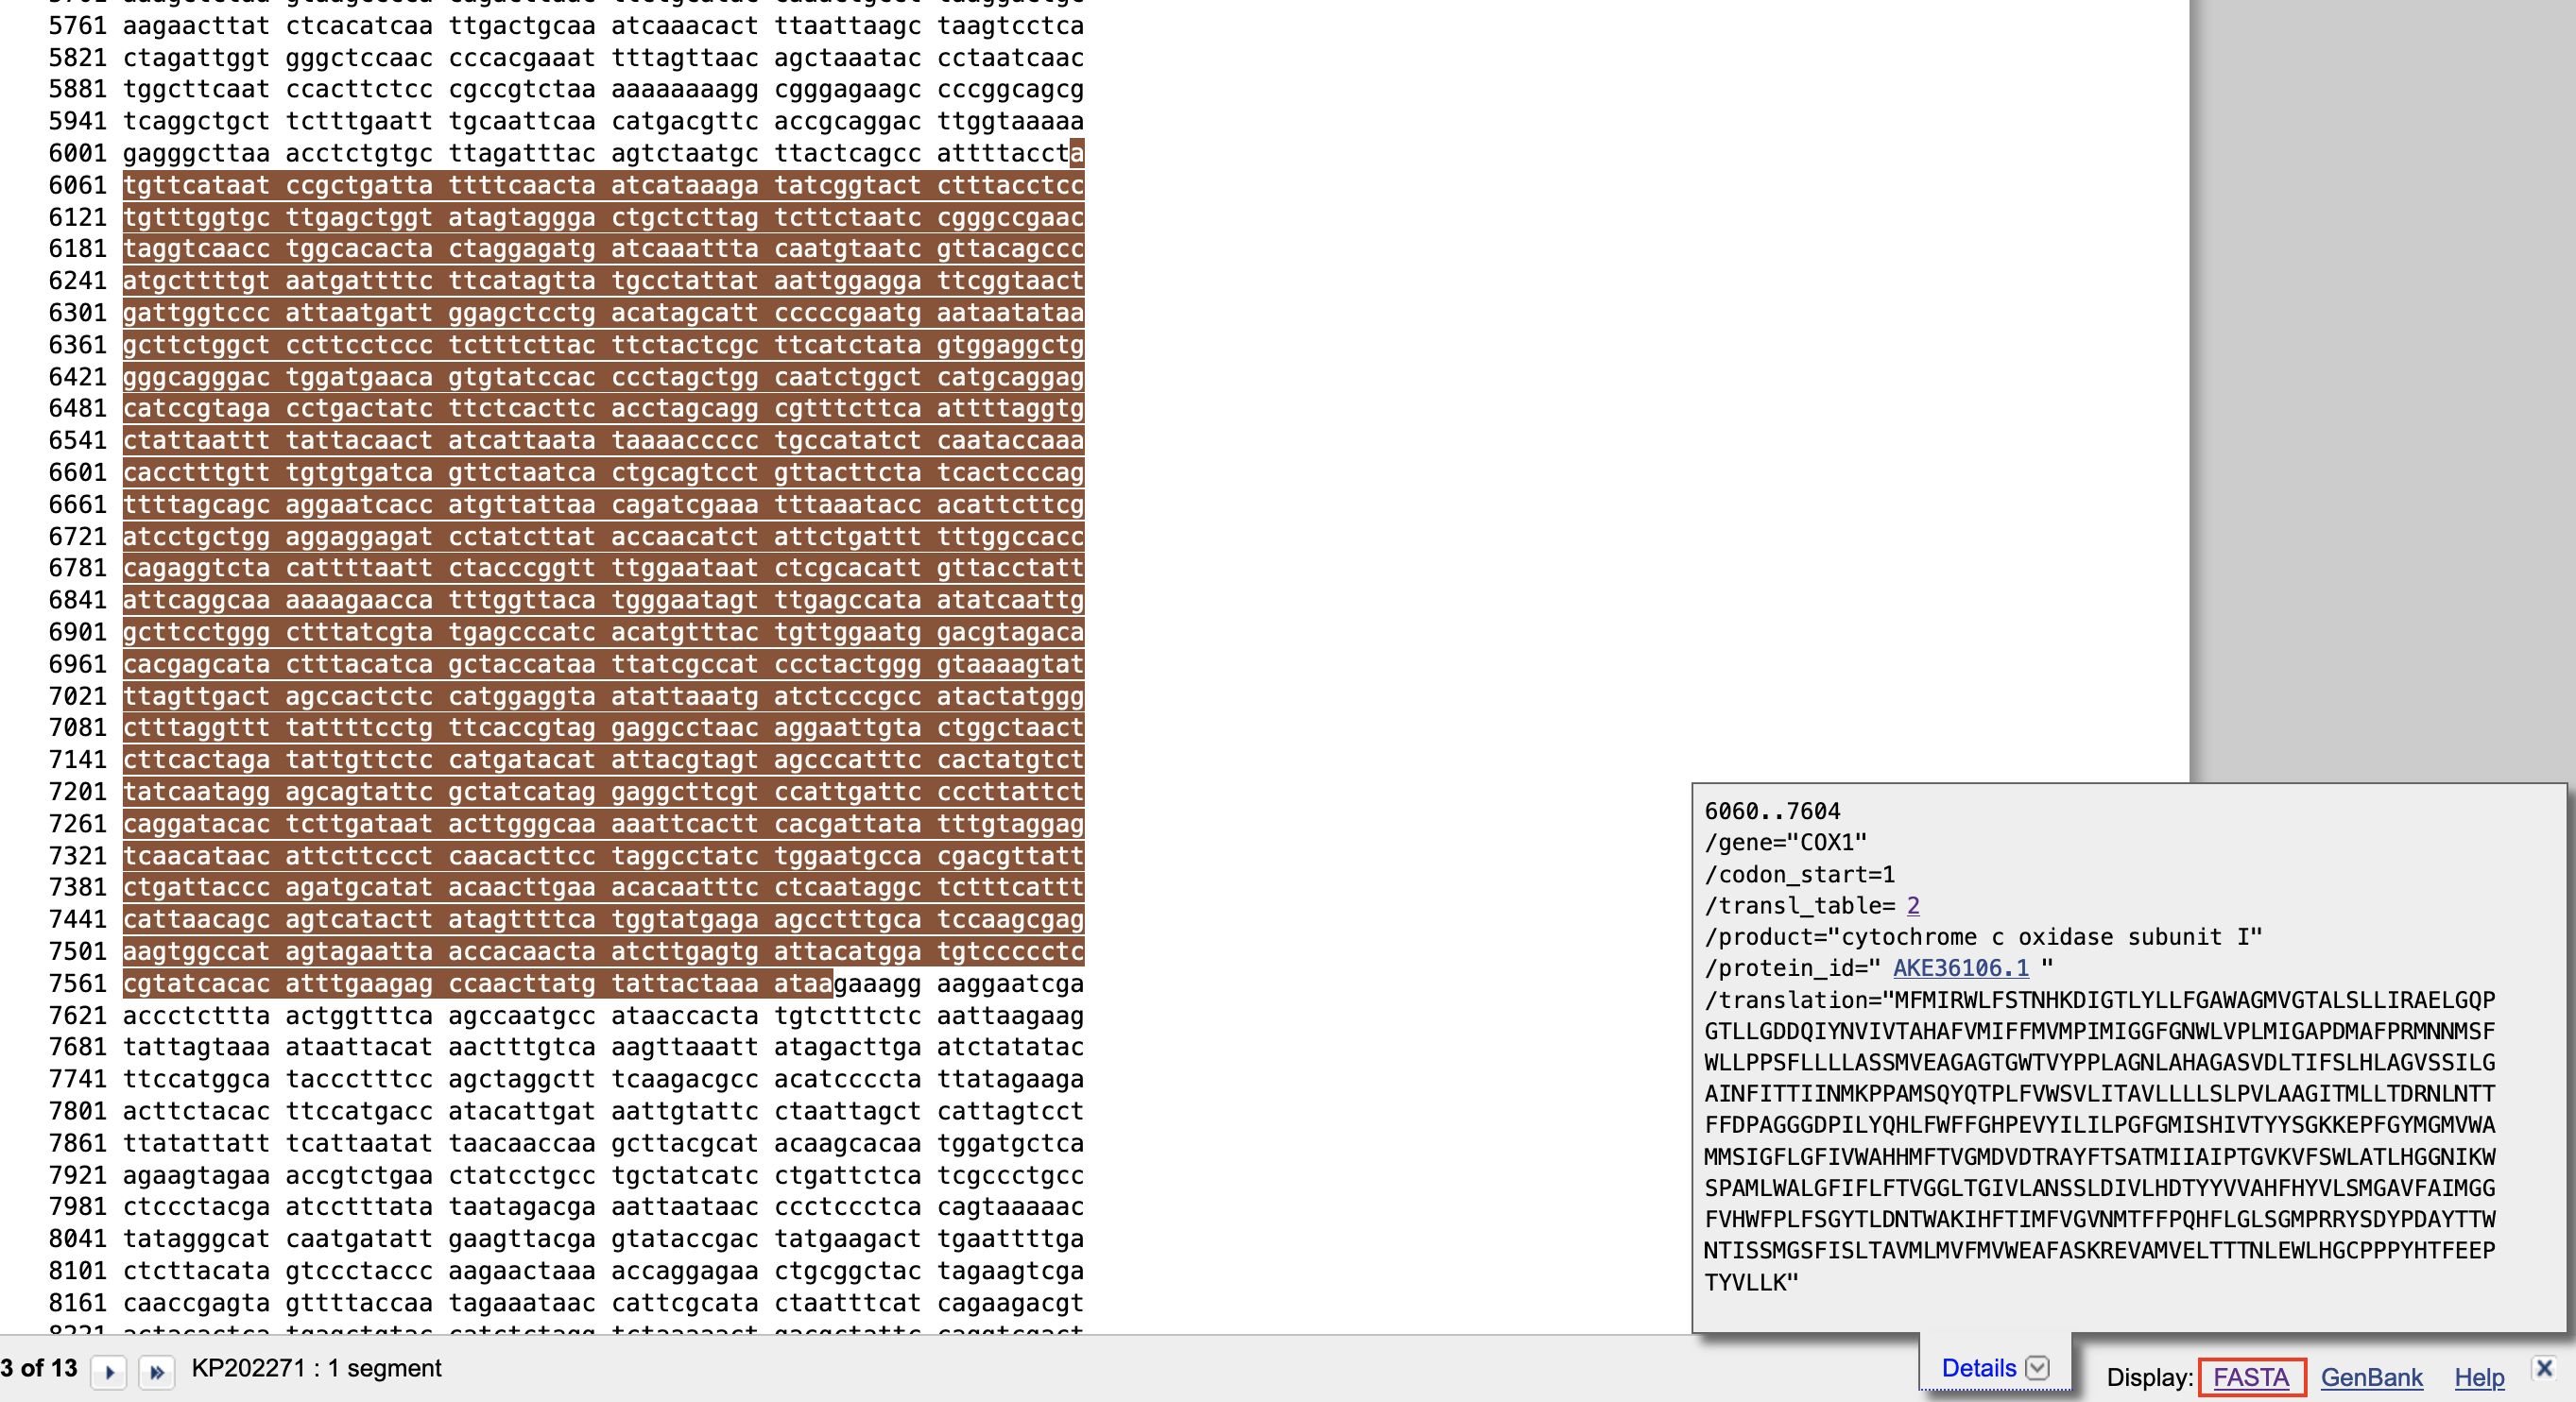 5761 aagaacttat ctcacatcaa ttgactgcaa atcaaacact ttaattaagc taagtcctca
5821 ctagattggt gggctccaac cccacgaaat tttagttaac agctaaatac cctaatcaac
5881 tggcttcaat ccacttctcc cgccgtctaa aaaaaaaagg cgggagaagc cccggcagcg
5941 tcaggctgct tctttgaatt tgcaattcaa catgacgttc accgcaggac ttggtaaaaa
6001 gagggcttaa acctctgtgc ttagatttac agtctaatgc ttactcagcc attttaccta
6061 tgttcataat ccgctgatta ttttcaacta atcataaaga tatcggtact ctttacctcc
6121 tgtttggtgc ttgagctggt atagtaggga ctgctcttag tcttctaatc cgggccgaac
6181 taggtcaacc tggcacacta ctaggagatg atcaaattta caatgtaatc gttacagccc
6241 atgcttttgt aatgattttc ttcatagtta tgcctattat aattggagga ttcggtaact
6301 gattggtccc attaatgatt ggagctcctg acatagcatt cccccgaatg aataatataa
6361 gcttctggct ccttcctccc tctttcttac ttctactcgc ttcatctata gtggaggctg
6421 gggcagggac tggatgaaca gtgtatccac cccctagctgg caatctggct catgcaggag
6481 catccgtaga cctgactatc ttctcacttc acctagcagg cgtttcttca attttaggtg
6541 ctattaattt tattacaact atcattaata taaaaccccc tgccatatct caataccaaa
6601 cacctttgtt tgtgtgatca gttctaatca ctgcagtcct gttacttcta tcactcccag
6661 ttttagcagc aggaatcacc atgttattaa cagatcgaaa tttaaatacc acattcttcg
6721 atcctgctgg aggaggagat cctatcttat accaacatct attctgattt tttggccacc
6781 cagaggtcta cattttaatt ctacccggtt ttggaataat ctcgcacatt gttacctatt
6841 attcaggcaa aaaagaacca tttggttaca tgggaatagt ttgagccata atatcaattg
6901 gcttcctggg ctttatcgta tgagcccatc acatgtttac tgttggaatg gacgtagaca
6961 cacgagcata ctttacatca gctaccataa ttatcgccat ccctactggg gtaaaagtat
7021 ttagttgact agccactctc catggaggta atattaaatg atctcccgcc atactatggg
7081 ctttaggttt tattttcctg ttcaccgtag gaggcctaac aggaattgta ctggctaact
7141 cttcactaga tattgttctc catgatacat attacgtagt agcccatttc cactatgtct
7201 tatcaatagg agcagtattc gctatcatag gaggcttcgt ccattgattc cccttattct
7261 caggatacac tcttgataat acttgggcaa aaattcactt cacgattata tttgtaggag
7321 tcaacataac attcttccct caacacttcc taggcctatc tggaatgcca cgacgttatt
7381 ctgattaccc agatgcatat acaacttgaa acacaatttc ctcaataggc tctttcattt
7441 cattaacagc agtcatactt atagttttca tggtatgaga agcctttgca tccaagcgag
7501 aagtggccat agtagaatta accacaacta atcttgagtg attacatgga tgtccccctc
7561 cgtatcacac atttgaagag ccaacttatg tattactaaa ataagaaagg aaggaatcga
7621 accctcttta actggtttca agccaatgcc ataaccacta tgtctttctc aattaagaag
7681 tattagtaaa ataattacat aactttgtca aagttaaatt atagacttga atctatatac
7741 ttccatggca taccctttcc agctaggctt tcaagacgcc acatccccta ttatagaaga
7801 acttctacac ttccatgacc atacattgat aattgtattc ctaattagct cattagtcct
7861 ttatattatt tcattaatat taacaaccaa gcttacgcat acaagcacaa tggatgctca
7921 agaagtagaa accgtctgaa ctatcctgcc tgctatcatc ctgattctca tcgccctgcc
7981 ctccctacga atcctttata taatagacga aattaataac ccctccctca cagtaaaaac
8041 tatagggcat caatgatatt gaagttacga gtataccgac tatgaagact tgaattttga
8101 ctcttacata gtccctaccc aagaactaaa accaggagaa ctgcggctac tagaagtcga
8161 caaccgagta gttttaccaa tagaaataac cattcgcata ctaatttcat cagaagacgt
6060..7604
/gene="COX1"
/codon_start=1
/transl_table= 2
/product="cytochrome c oxidase subunit I"
/protein_id=" AKE36106.1 "
/translation="MFMIRWLFSTNHKDIGTLYLLFGAWAGMVGTALSLLIRAELGQP
GTLLGDDQIYNVIVTAHAFVMIFFMVMPIMIGGFGNWLVPLMIGAPDMAFPRMNNMSF
WLLPPSFLLLLASSMVEAGAGTGWTVYPPLAGNLAHAGASVDLTIFSLHLAGVSSILG
AINFITTIINMKPPAMSQYQTPLFVWSVLITAVLLLLSLPVLAAGITMLLTDRNLNTT
FFDPAGGGDPILYQHLFWFFGHPEVYILILPGFGMISHIVTYYSGKKEPFGYMGMVWA
MMSIGFLGFIVWAHHMFTVGMDVDTRAYFTSATMIIAIPTGVKVFSWLATLHGGNIKW
SPAMLWALGFIFLFTVGGLTGIVLANSSLDIVLHDTYYVVAHFHYVLSMGAVFAIMGG
FVHWFPLFSGYTLDNTWAKIHFTIMFVGVNMTFFPQHFLGLSGMPRRYSDYPDAYTTW
NTISSMGSFISLTAVMLMVFMVWEAFASKREVAMVELTTTNLEWLHGCPPPYHTFEEP
TYVLLK"
3 of 13 KP202271 : 1 segment Details Display: FASTA GenBank Help